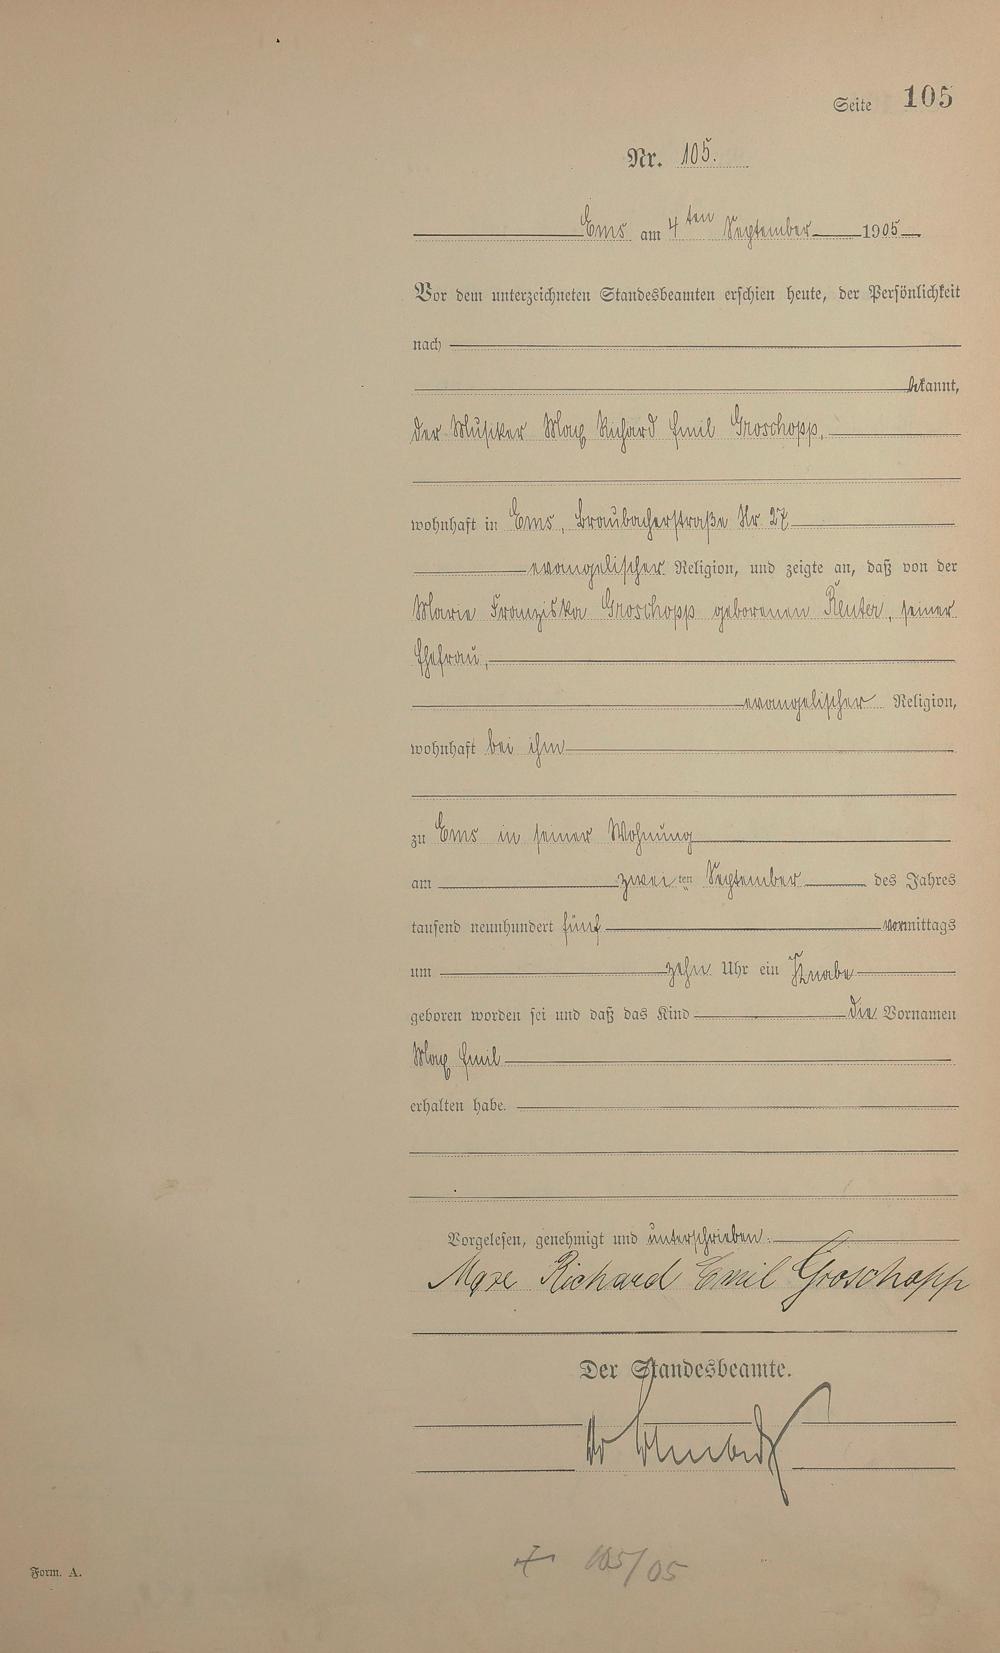 Seite 105
Nr. 105.
Ems am 4ten September 1905
Vor dem unterzeichneten Standesbeamten erschien heute, der Persönlichkeit
nach
bekannt,
der Musiker Max Richard Emil Groschopp,
wohnhaft in Ems, Braubacherstraße Nr 27
evangelischer Religion, und zeigte an, daß von der
Marie Franziska Groschopp geborenen Reuter, seiner
Ehefrau,
evangelischer Religion,
wohnhaft bei ihm
zu Ems in seiner Wohnung
am zweiten September des Jahres
tausend neunhundert fünf vormittags
um zehn Uhr ein Knabe
geboren worden sei und daß das Kind die Vornamen
Max Emil
erhalten habe.
Vorgelesen, genehmigt und unterschrieben:
Max Richard Emil Groschopp
Der Standesbeamte.
105/05
Form. A.